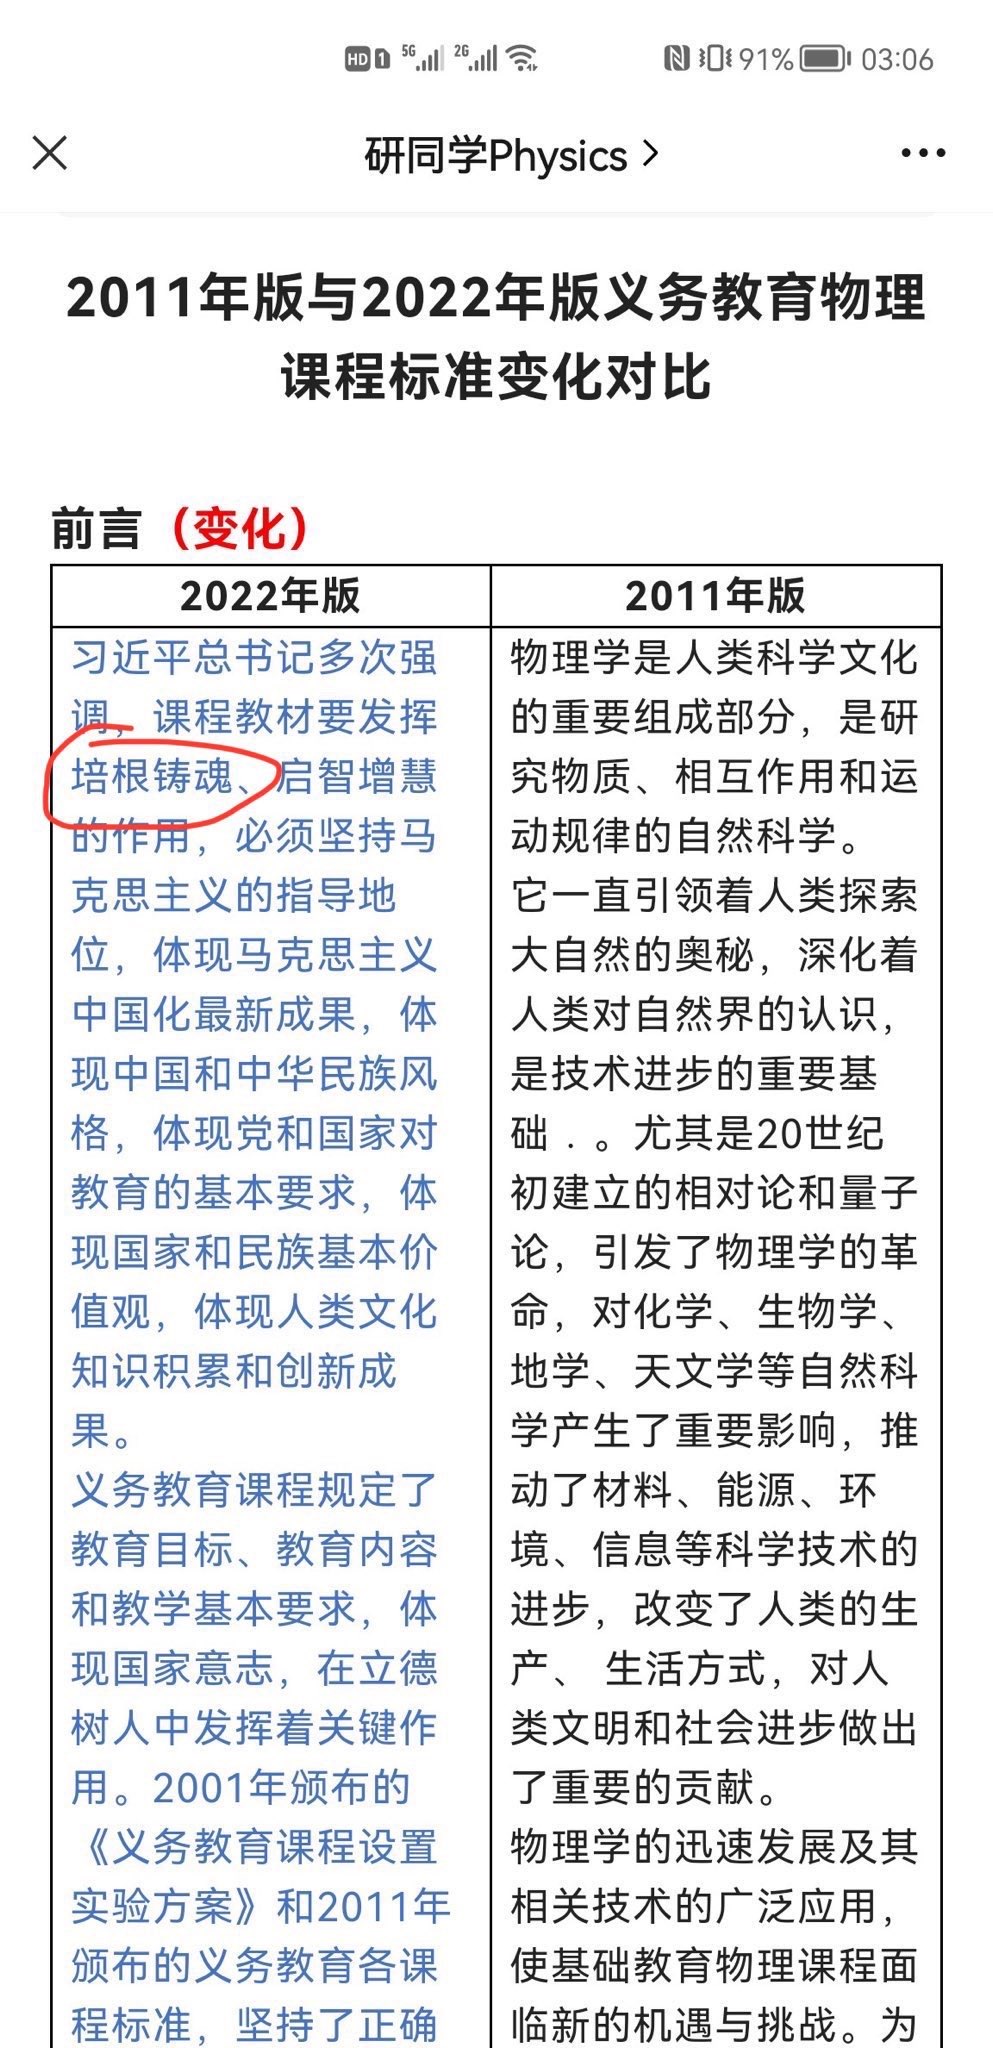 HD 1 5G 2G 91% 03:06
研同学Physics
2011年版与2022年版义务教育物理
课程标准变化对比
前言（变化）
2022年版
习近平总书记多次强
调，课程教材要发挥
培根铸魂、启智增慧
的作用，必须坚持马
克思主义的指导地
位，体现马克思主义
中国化最新成果，体
现中国和中华民族风
格，体现党和国家对
教育的基本要求，体
现国家和民族基本价
值观，体现人类文化
知识积累和创新成
果。
义务教育课程规定了
教育目标、教育内容
和教学基本要求，体
现国家意志，在立德
树人中发挥着关键作
用。2001年颁布的
《义务教育课程设置
实验方案》和2011年
颁布的义务教育各课
程标准，坚持了正确
2011年版
物理学是人类科学文化
的重要组成部分，是研
究物质、相互作用和运
动规律的自然科学。
它一直引领着人类探索
大自然的奥秘，深化着
人类对自然界的认识，
是技术进步的重要基
础．。尤其是20世纪
初建立的相对论和量子
论，引发了物理学的革
命，对化学、生物学、
地学、天文学等自然科
学产生了重要影响，推
动了材料、能源、环
境、信息等科学技术的
进步，改变了人类的生
产、 生活方式，对人
类文明和社会进步做出
了重要的贡献。
物理学的迅速发展及其
相关技术的广泛应用，
使基础教育物理课程面
临新的机遇与挑战。为